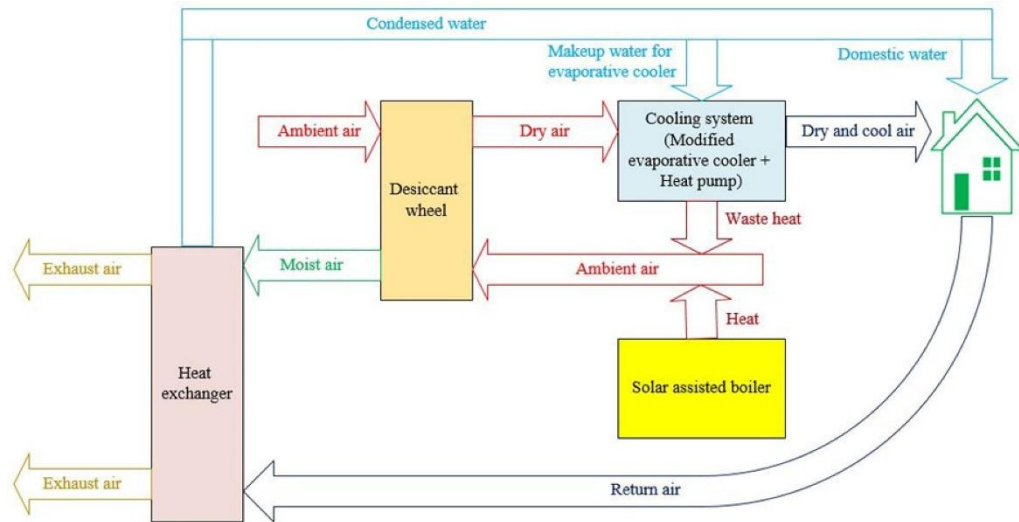 Condensed water
Makeup water for
evaporative cooler
Domestic water
Ambient air
Dry air
Cooling system
(Modified
evaporative cooler +
Heat pump)
Dry and cool air
Desiccant
wheel
Waste heat
Exhaust air
Moist air
Ambient air
Heat
Heat
exchanger
Solar assisted boiler
Exhaust air
Return air